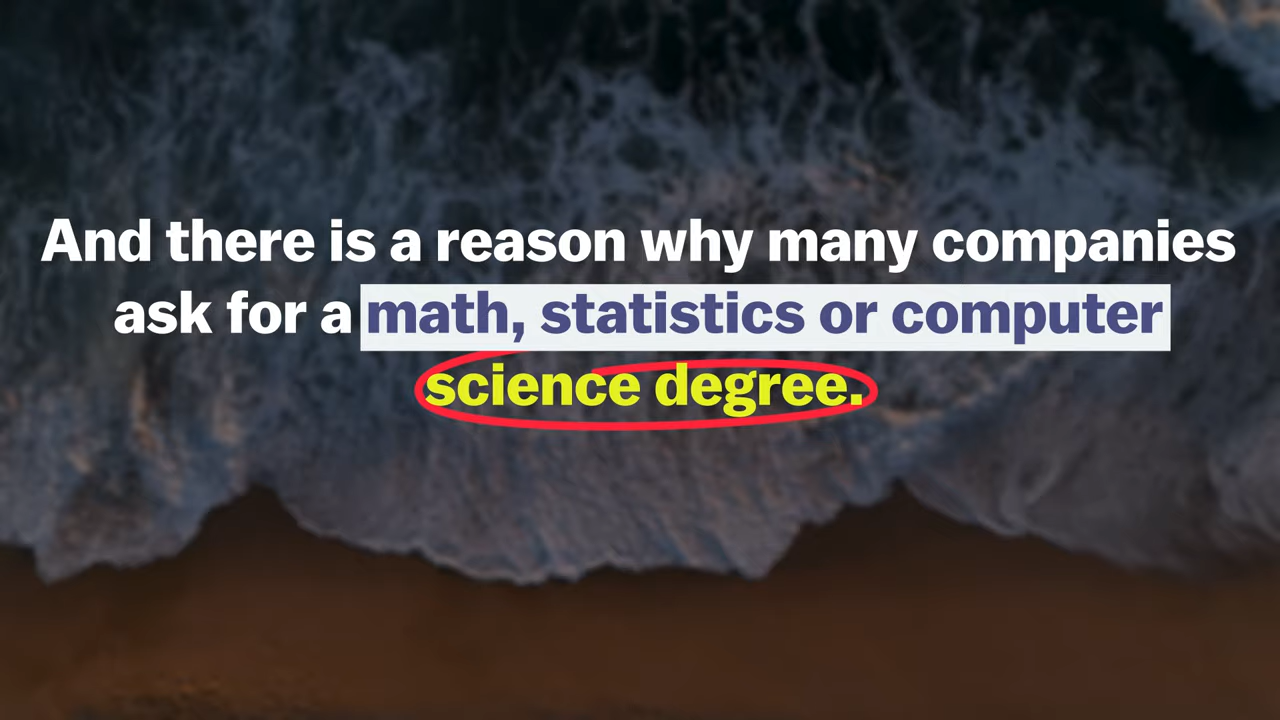 And there is a reason why many companies
ask for a math, statistics or computer
science degree.